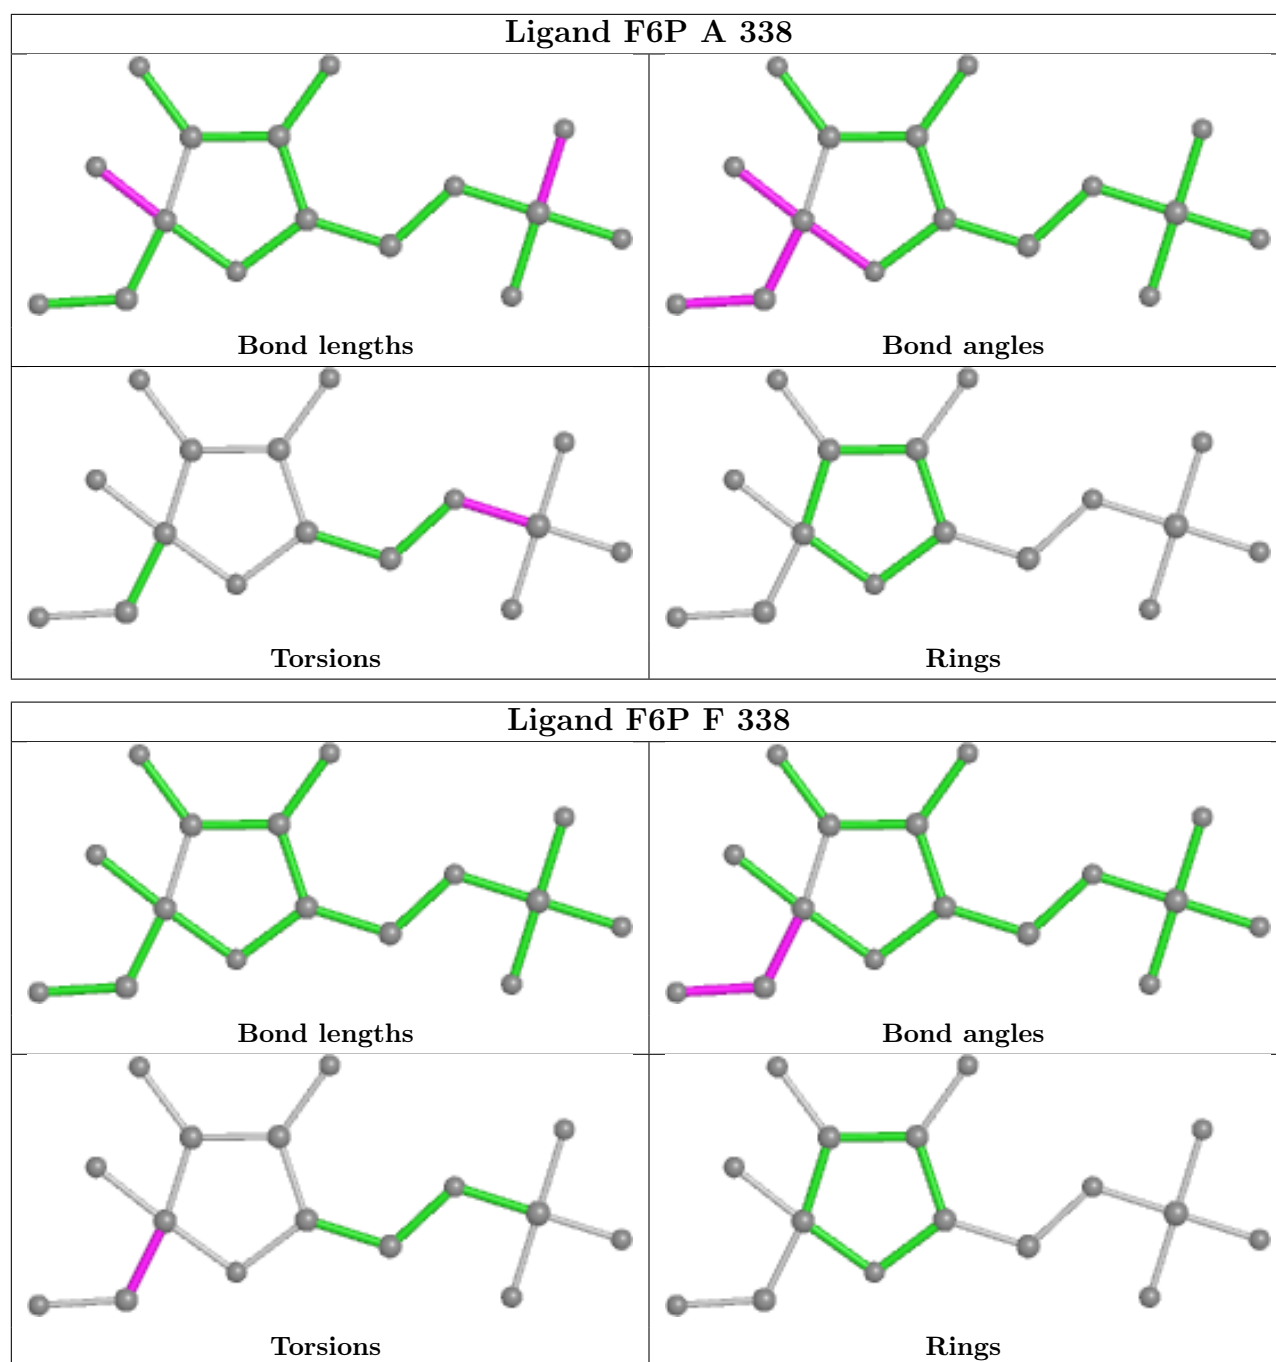 Ligand F6P A 338
Bond lengths
Bond angles
Torsions
Rings
Ligand F6P F 338
Bond lengths
Bond angles
Torsions
Rings